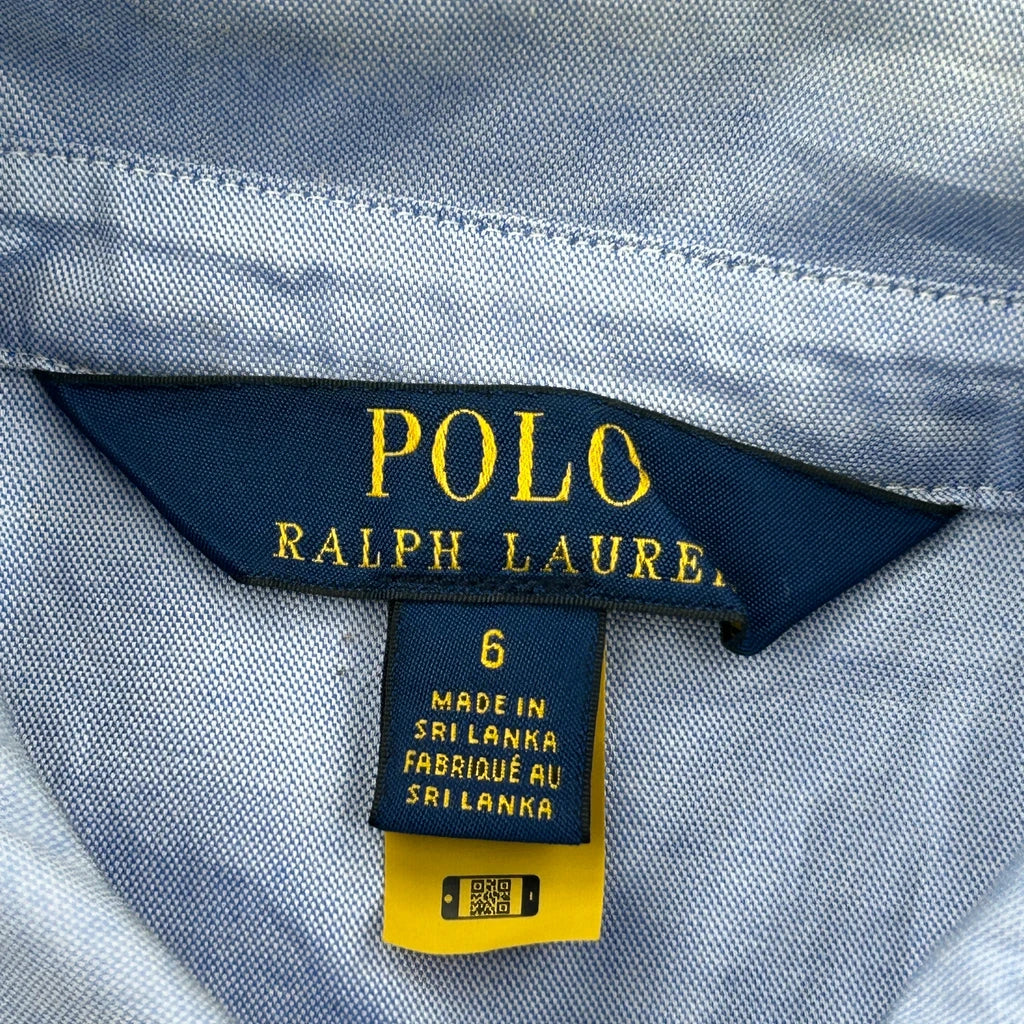 POLO
RALPH LAURE
6
MADE IN
SRI LANKA
FABRIQUÉ AU
SRI LANKA